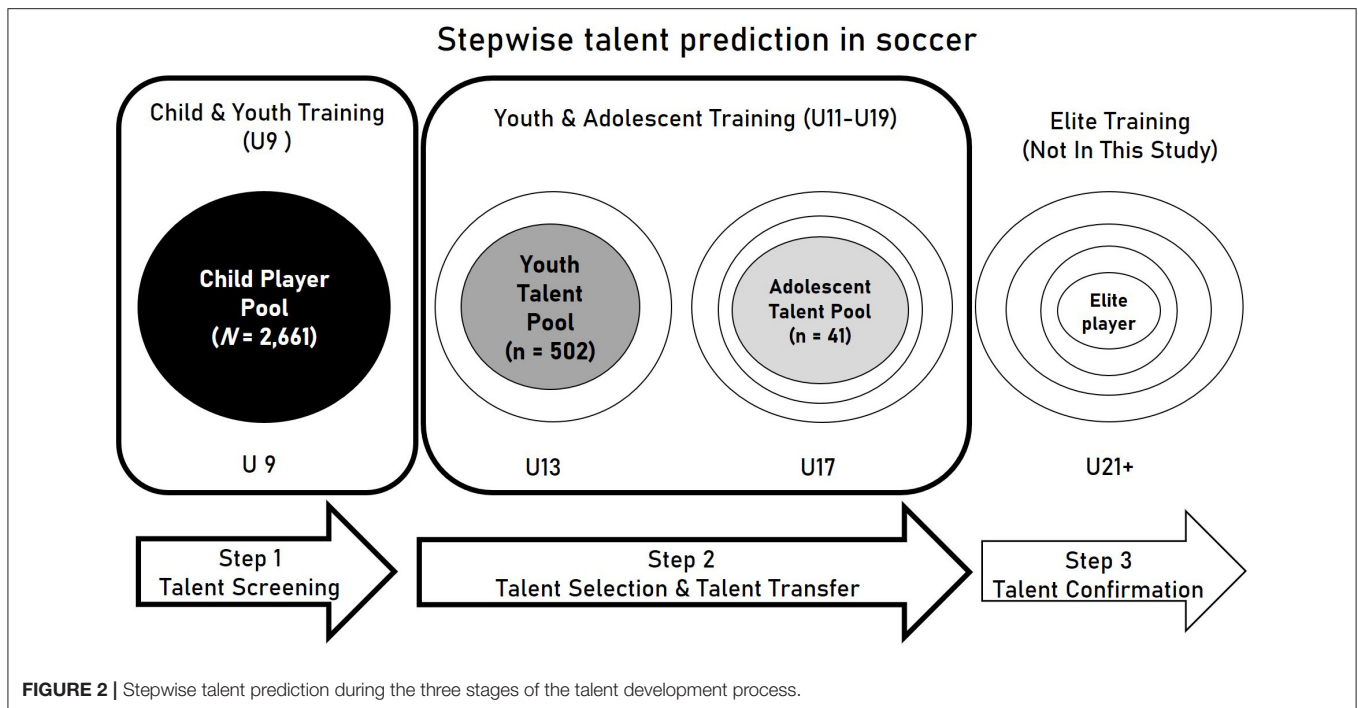 Stepwise talent prediction in soccer
Child & Youth Training
(U9 )
Youth & Adolescent Training (U11-U19)
Elite Training
(Not In This Study)
Child Player
Pool
(N = 2,661)
Youth
Talent
Pool
(n = 502)
Adolescent
Talent Pool
(n = 41)
Elite
player
U 9
U13
U17
U21+
Step 1
Talent Screening
Step 2
Talent Selection & Talent Transfer
Step 3
Talent Confirmation
FIGURE 2 | Stepwise talent prediction during the three stages of the talent development process.